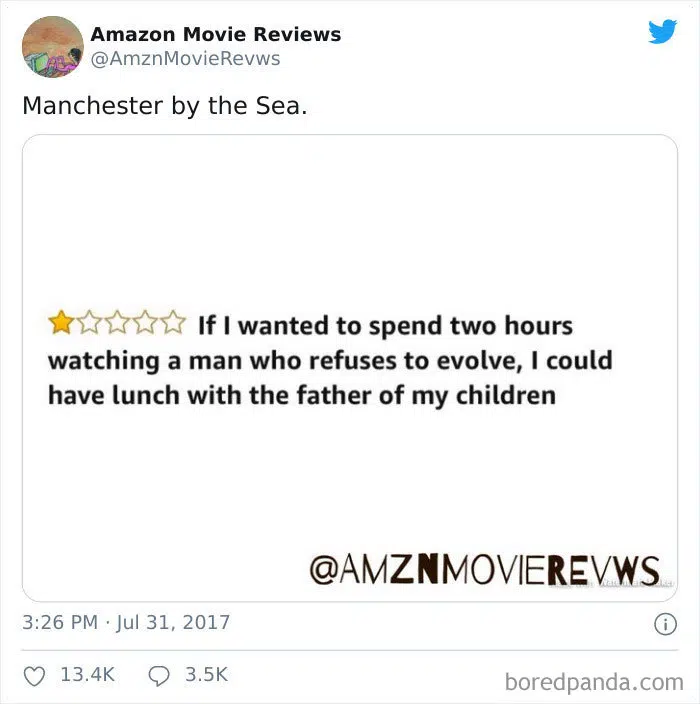 Amazon Movie Reviews
@AmznMovieRevws
Manchester by the Sea.
If I wanted to spend two hours
watching a man who refuses to evolve, I could
have lunch with the father of my children
@AMZNMOVIEREVWS
3:26 PM · Jul 31, 2017
13.4K 3.5K
boredpanda.com